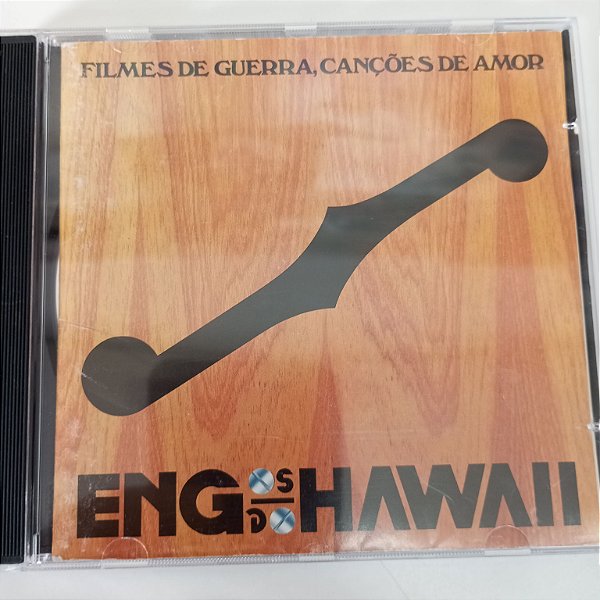 FILMES DE GUERRA, CANÇÕES DE AMOR
ENG OS DO HAWAII